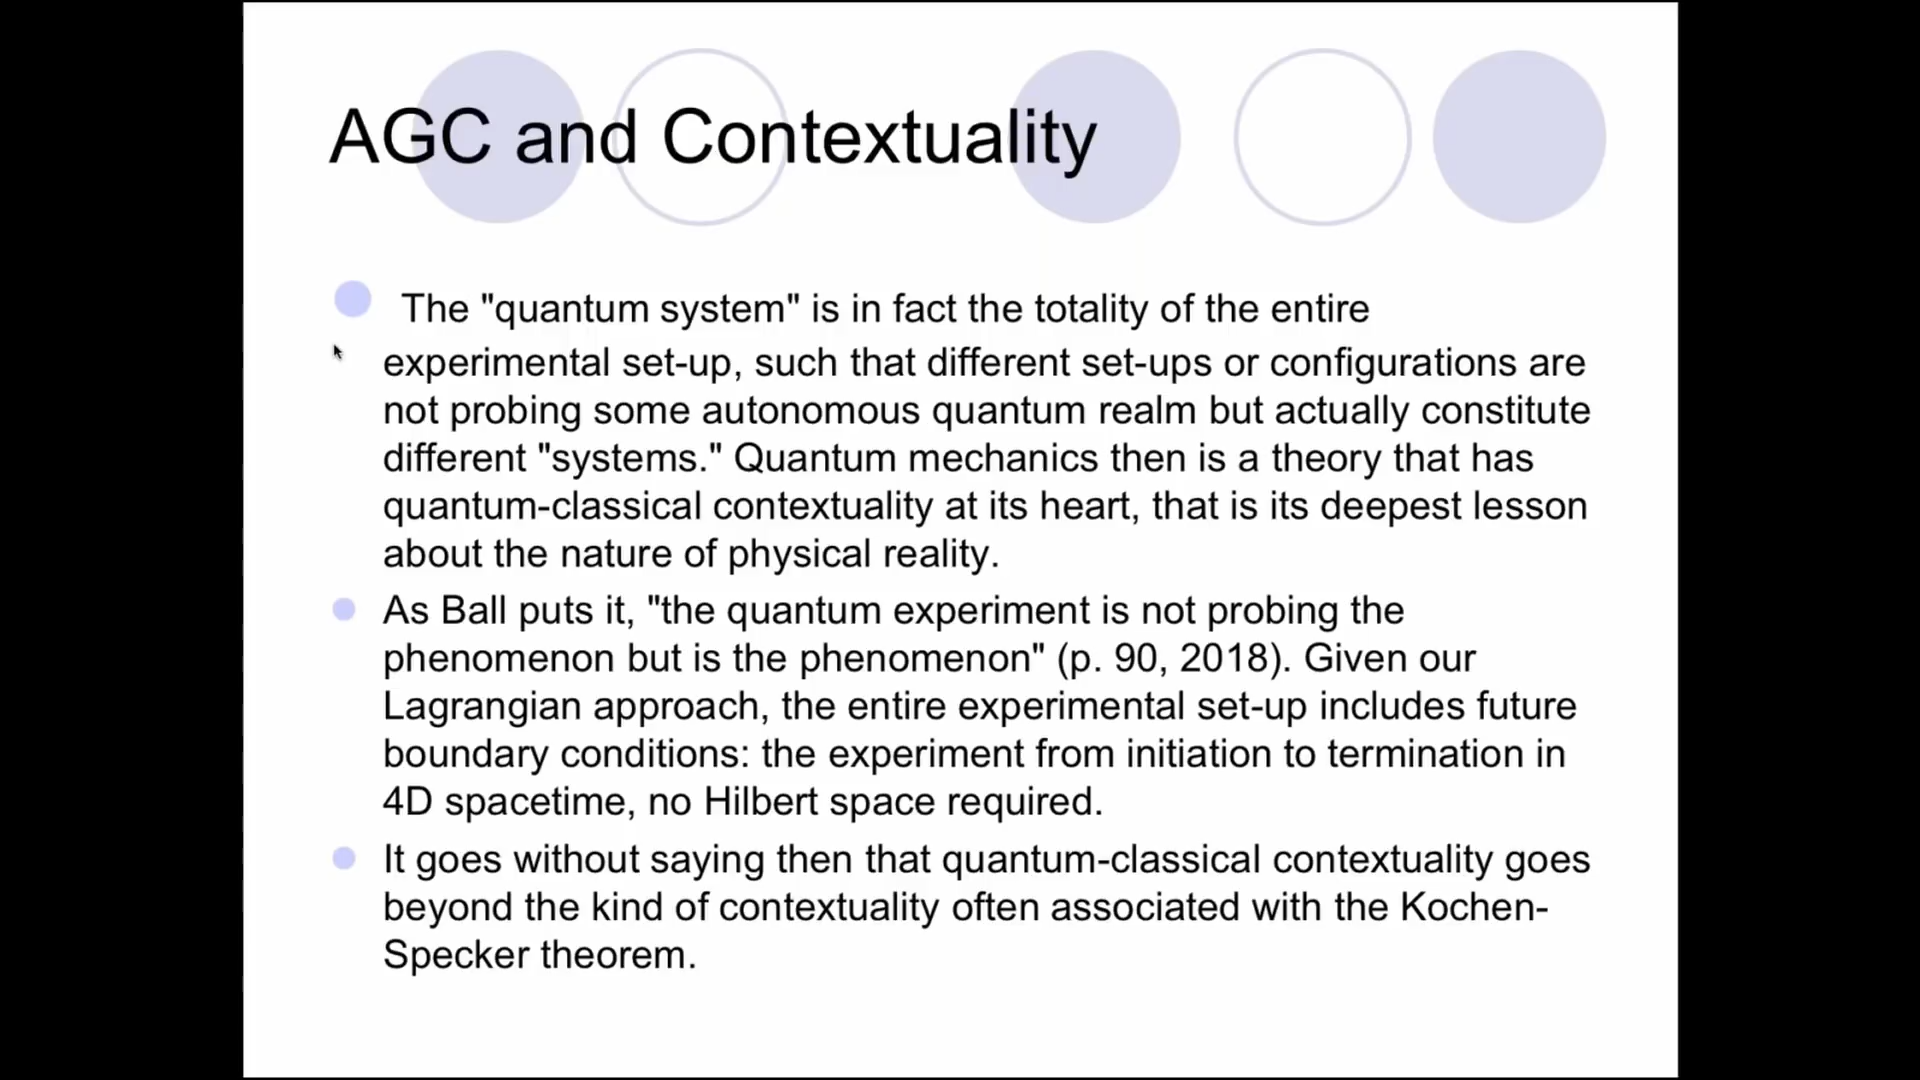 AGC and Contextuality
The "quantum system" is in fact the totality of the entire
experimental set-up, such that different set-ups or configurations are
not probing some autonomous quantum realm but actually constitute
different "systems." Quantum mechanics then is a theory that has
quantum-classical contextuality at its heart, that is its deepest lesson
about the nature of physical reality.
As Ball puts it, "the quantum experiment is not probing the
phenomenon but is the phenomenon" (p. 90, 2018). Given our
Lagrangian approach, the entire experimental set-up includes future
boundary conditions: the experiment from initiation to termination in
4D spacetime, no Hilbert space required.
It goes without saying then that quantum-classical contextuality goes
beyond the kind of contextuality often associated with the Kochen-
Specker theorem.